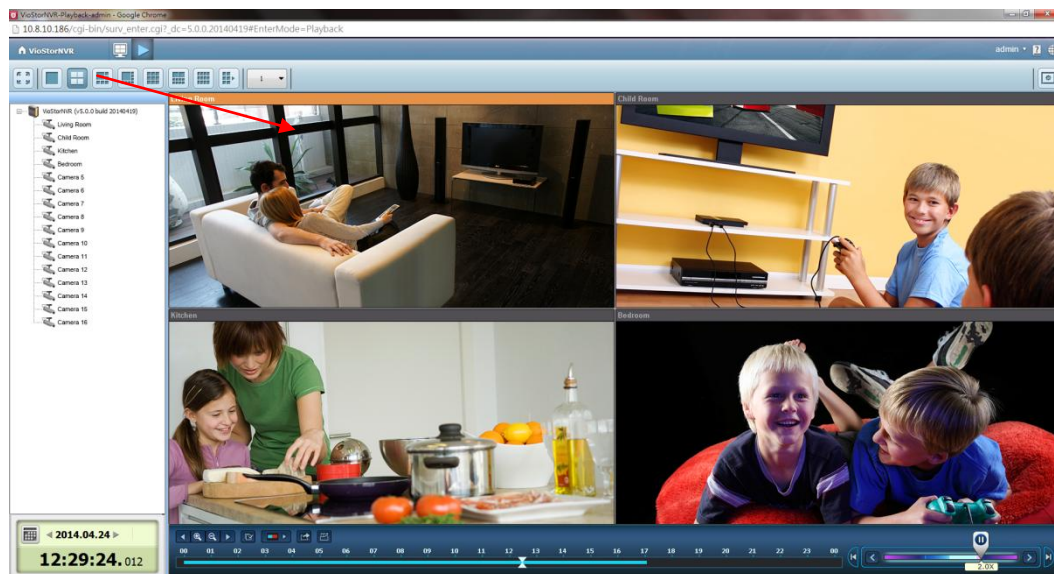 VioStorNVR-Playback-admin - Google Chrome
10.8.10.186/cgi-bin/surv_enter.cgi?_dc=5.0.0.20140419#EnterMode=Playback
VioStorNVR
admin
1
VioStorNVR (v5.0.0 build 20140419)
Living Room
Child Room
Kitchen
Bedroom
Camera 5
Camera 6
Camera 7
Camera 8
Camera 9
Camera 10
Camera 11
Camera 12
Camera 13
Camera 14
Camera 15
Camera 16
Living Room
Child Room
Kitchen
Bedroom
2014.04.24
12:29:24.012
00 01 02 03 04 05 06 07 08 09 10 11 12 13 14 15 16 17 18 19 20 21 22 23 00
2.0X